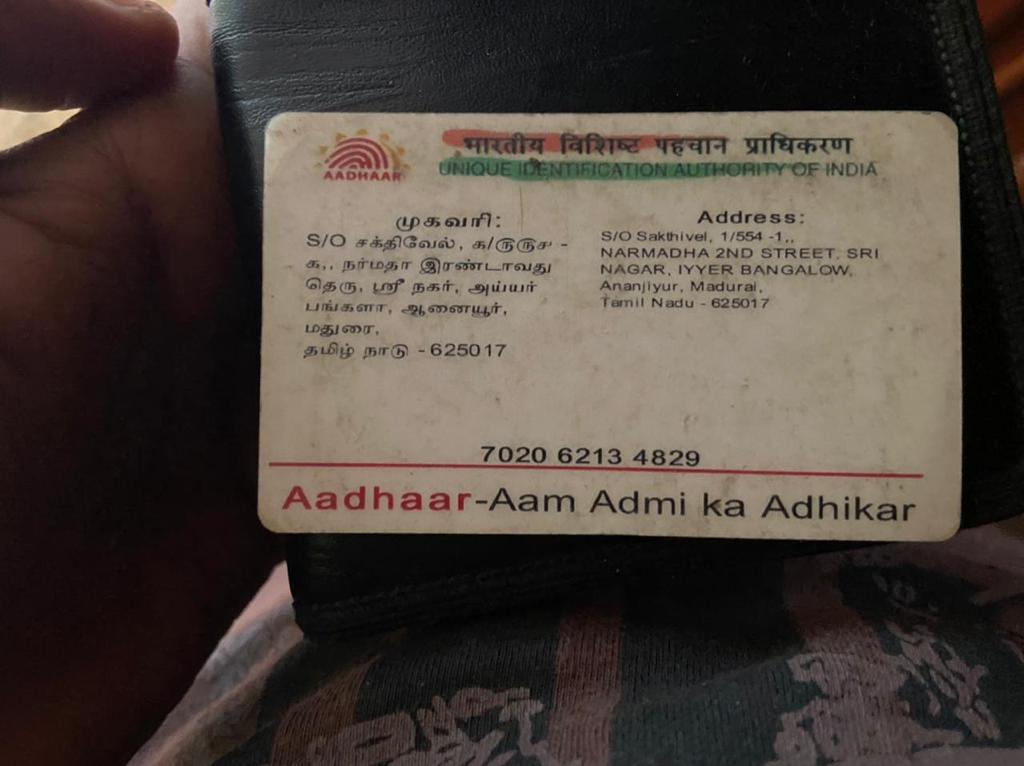 AADHAAR
भारतीय विशिष्ट पहचान प्राधिकरण
UNIQUE IDENTIFICATION AUTHORITY OF INDIA
முகவரி:
S/O சக்திவேல், க/௫௫௪ -
க,, நர்மதா இரண்டாவது
தெரு, ஸ்ரீ நகர், அய்யர்
பங்களா, ஆனையூர்,
மதுரை,
தமிழ் நாடு - 625017
Address:
S/O Sakthivel, 1/554 -1,,
NARMADHA 2ND STREET, SRI
NAGAR, IYYER BANGALOW,
Ananjiyur, Madurai,
Tamil Nadu - 625017
7020 6213 4829
Aadhaar-Aam Admi ka Adhikar